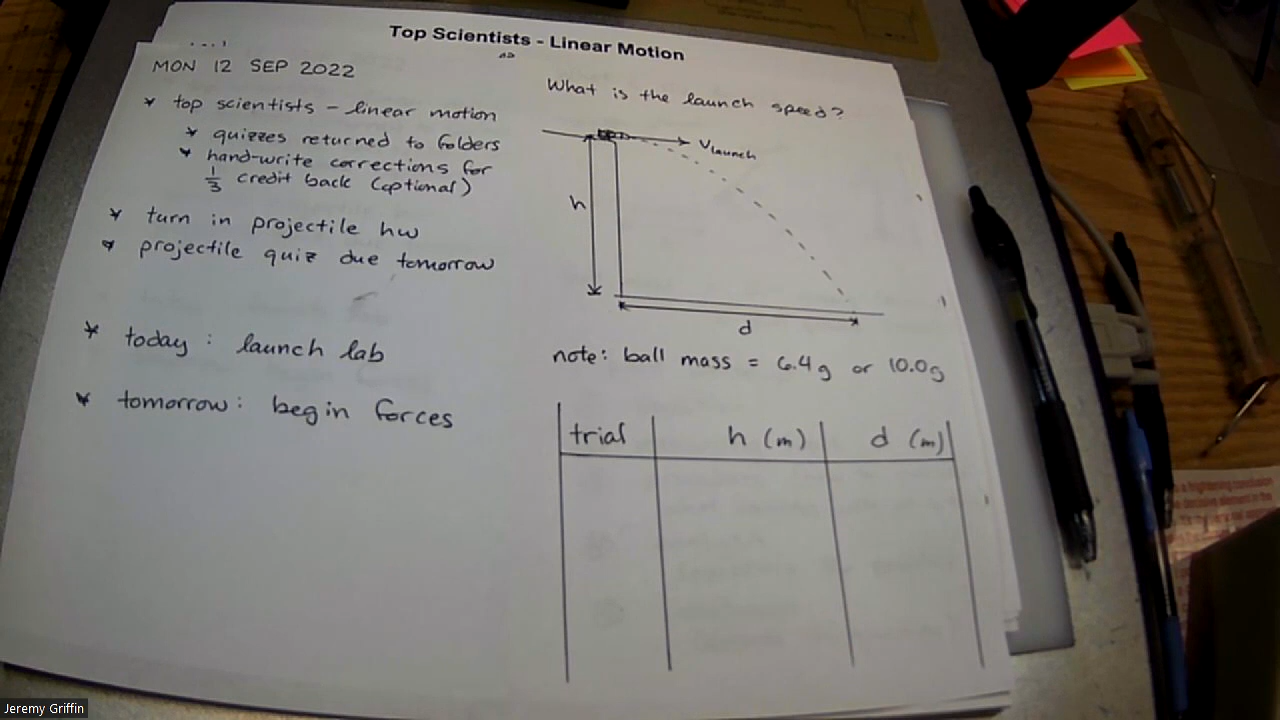 Top Scientists - Linear Motion
MON 12 SEP 2022
* top scientists - linear motion
* quizzes returned to folders
* hand-write corrections for
1/3 credit back (optional)
* turn in projectile hw
* projectile quiz due tomorrow
* today: launch lab
* tomorrow: begin forces
What is the launch speed?
Vlaunch
h
d
note: ball mass = 6.4g or 10.0g
trial h (m) d (m)
Jeremy Griffin